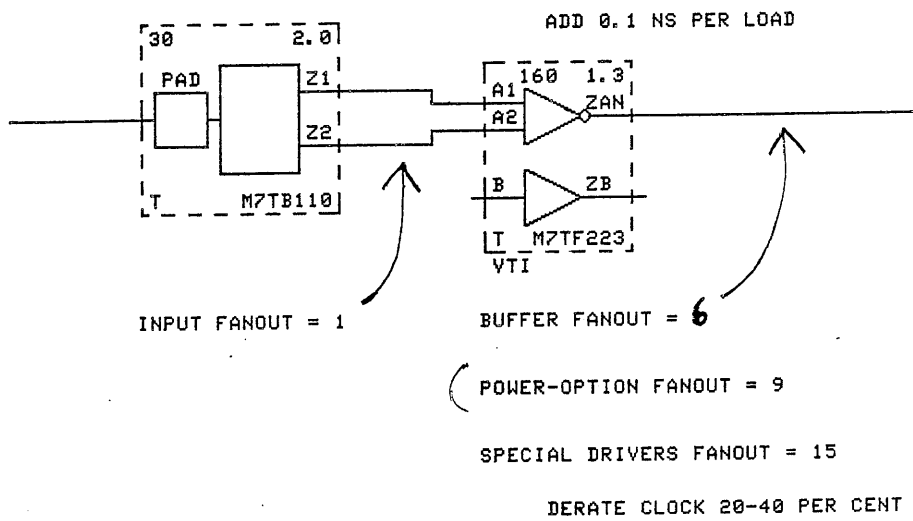 ADD 0.1 NS PER LOAD
30 2.0
PAD
Z1
Z2
T M7TB110
160 1.3
A1
ZAN
A2
B ZB
T M7TF223
VTI
INPUT FANOUT = 1
BUFFER FANOUT = 6
POWER-OPTION FANOUT = 9
SPECIAL DRIVERS FANOUT = 15
DERATE CLOCK 20-40 PER CENT